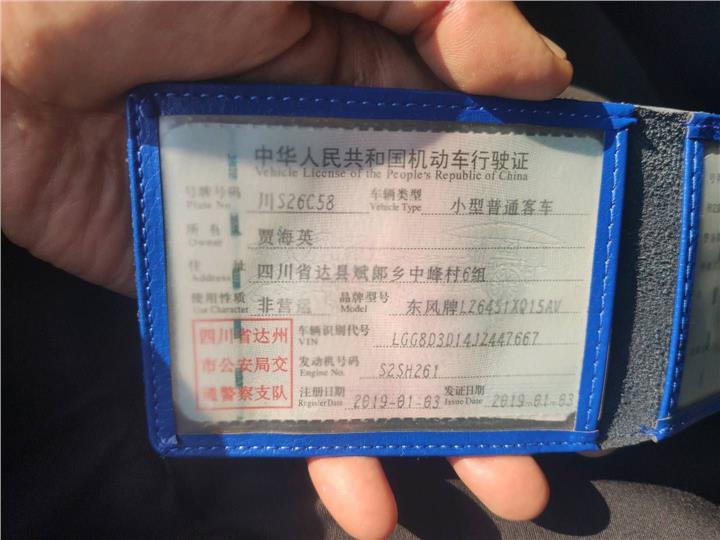 中华人民共和国机动车行驶证
Vehicle License of the People's Republic of China
号牌号码 川S26C58 车辆类型 小型普通客车
Plate No. Vehicle Type
所有人 贾海英
Owner
住 址 四川省达县斌郎乡中峰村6组
Address
使用性质 非营运 品牌型号 东风牌LZ6451XQ15AV
Use Character Model
四川省达州
市公安局交
通警察支队
车辆识别代号 LGG8D3D14JZ447667
VIN
发动机号码 S2SH261
Engine No.
注册日期 2019-01-03 发证日期 2019-01-03
Register Date Issue Date